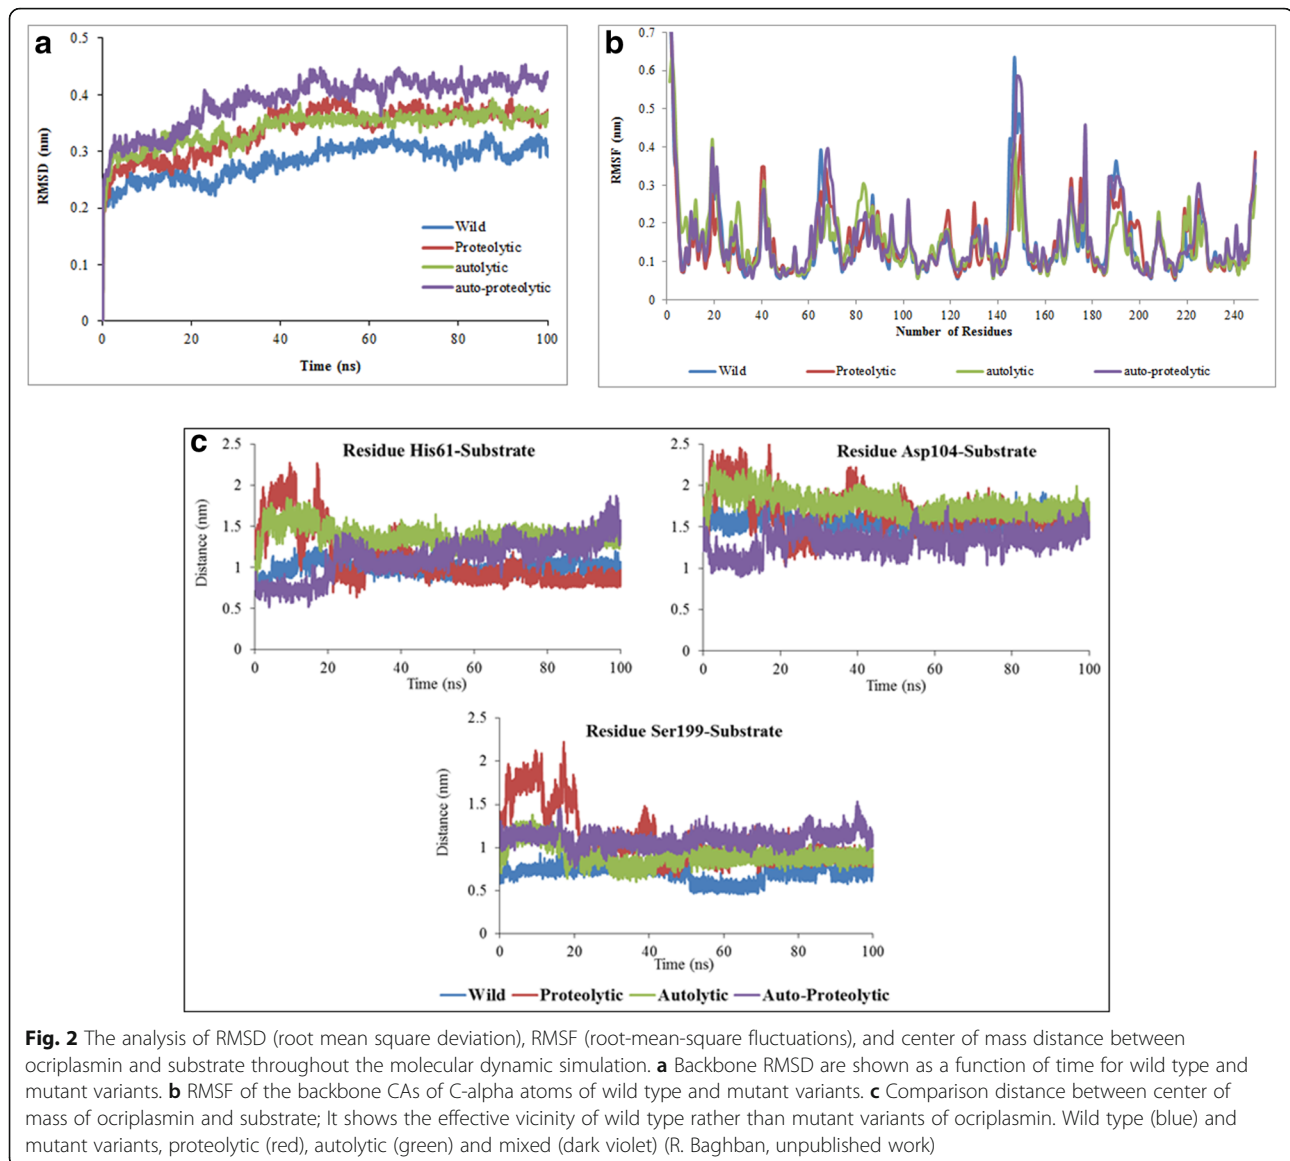 a
0.5
0.4
0.3
0.2
0.1
0
RMSD (nm)
Wild
Proteolytic
autolytic
auto-proteolytic
0 20 40 60 80 100
Time (ns)
b
0.7
0.6
0.5
0.4
0.3
0.2
0.1
0
RMSF (nm)
0 20 40 60 80 100 120 140 160 180 200 220 240
Number of Residues
Wild Proteolytic autolytic auto-proteolytic
c
Residue His61-Substrate
2.5
2
1.5
1
0.5
0
Distance (nm)
0 20 40 60 80 100
Time (ns)
Residue Asp104-Substrate
2.5
2
1.5
1
0.5
0
0 20 40 60 80 100
Time (ns)
Residue Ser199-Substrate
2.5
2
1.5
1
0.5
0
Distance (nm)
0 20 40 60 80 100
Time (ns)
Wild Proteolytic Autolytic Auto-Proteolytic
Fig. 2 The analysis of RMSD (root mean square deviation), RMSF (root-mean-square fluctuations), and center of mass distance between
ocriplasmin and substrate throughout the molecular dynamic simulation. a Backbone RMSD are shown as a function of time for wild type and
mutant variants. b RMSF of the backbone CAs of C-alpha atoms of wild type and mutant variants. c Comparison distance between center of
mass of ocriplasmin and substrate; It shows the effective vicinity of wild type rather than mutant variants of ocriplasmin. Wild type (blue) and
mutant variants, proteolytic (red), autolytic (green) and mixed (dark violet) (R. Baghban, unpublished work)